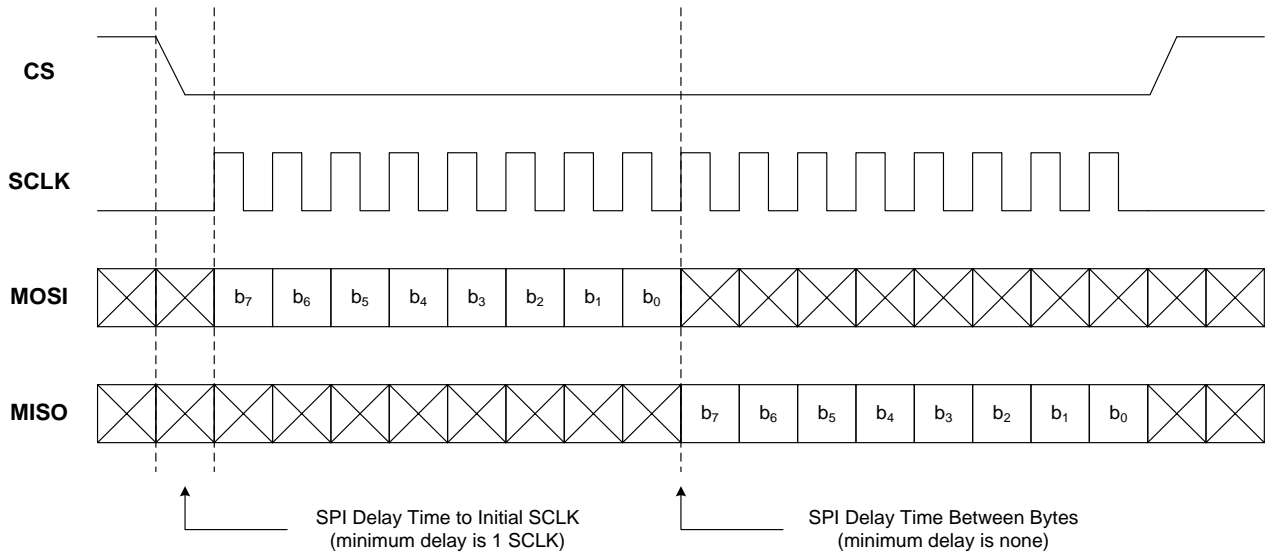 CS
SCLK
MOSI b₇ b₆ b₅ b₄ b₃ b₂ b₁ b₀
MISO b₇ b₆ b₅ b₄ b₃ b₂ b₁ b₀
SPI Delay Time to Initial SCLK
(minimum delay is 1 SCLK)
SPI Delay Time Between Bytes
(minimum delay is none)